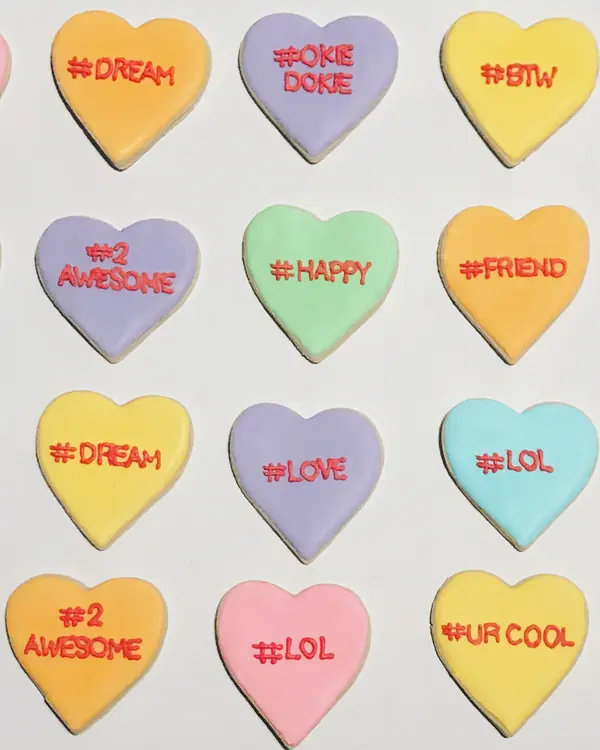 #DREAM
#OKIE
DOKIE
#BTW
#2
AWESOME
#HAPPY
#FRIEND
#DREAM
#LOVE
#LOL
#2
AWESOME
#LOL
#UR COOL